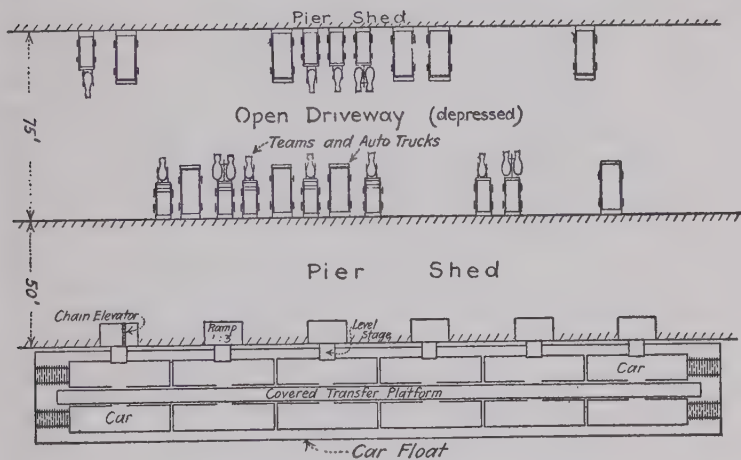 Pier Shed
75'
Open Driveway (depressed)
Teams and Auto Trucks
50'
Pier Shed
Chain Elevator
Ramp
1:3
Level
Stage
Car
Covered Transfer Platform
Car
Car Float